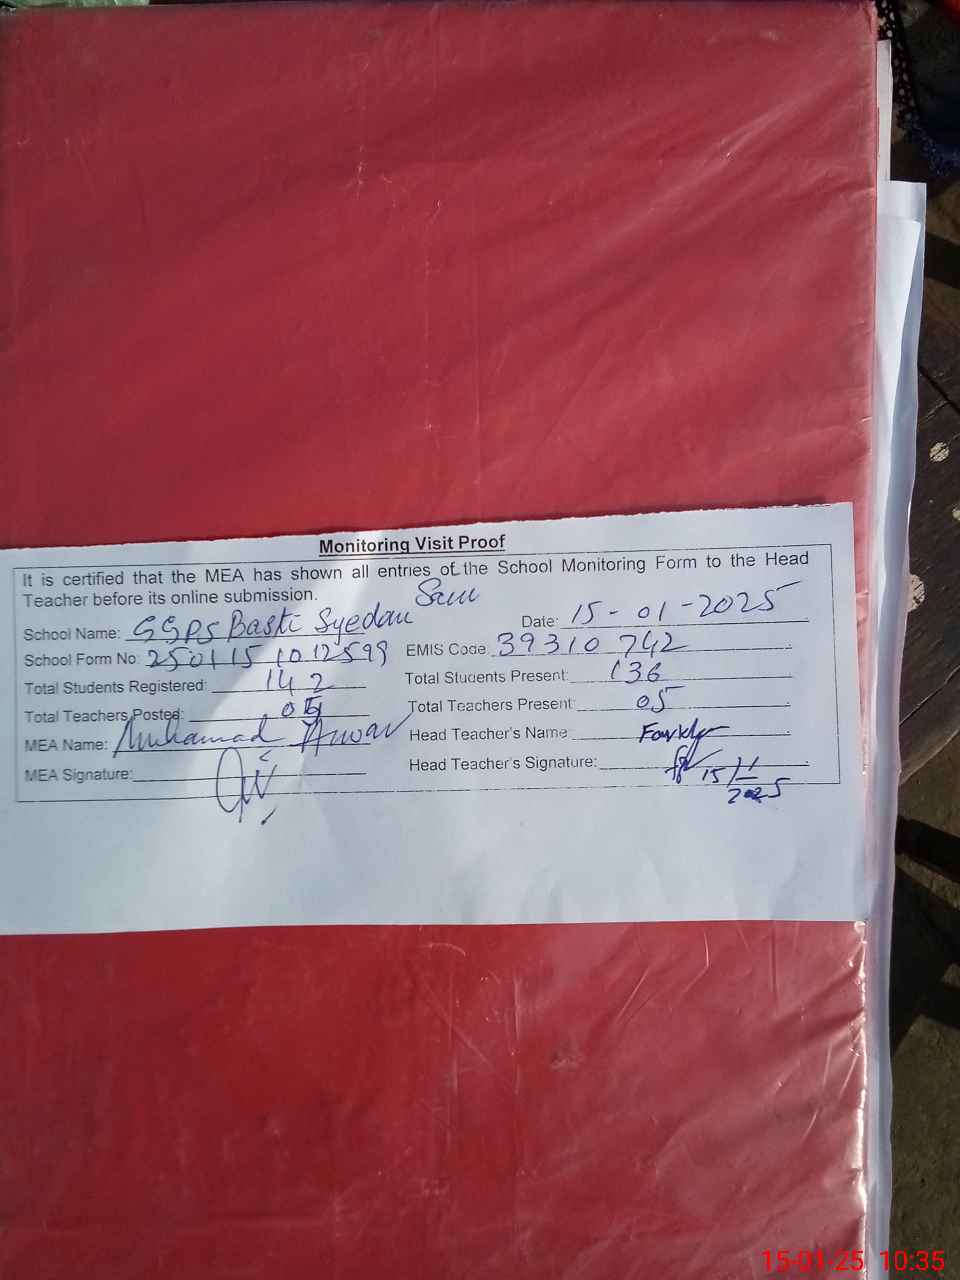 Monitoring Visit Proof
It is certified that the MEA has shown all entries of the School Monitoring Form to the Head
Teacher before its online submission.
School Name: GGPS Basti Syedan Date: 15-01-2025
School Form No: 250115 1012599 EMIS Code: 39310742
Total Students Registered: 142 Total Students Present: 136
Total Teachers Posted: 05 Total Teachers Present: 05
MEA Name: Muhamad Anwar Head Teacher's Name:
MEA Signature: Head Teacher's Signature: 15/1/
2025
15-01-25 10:35